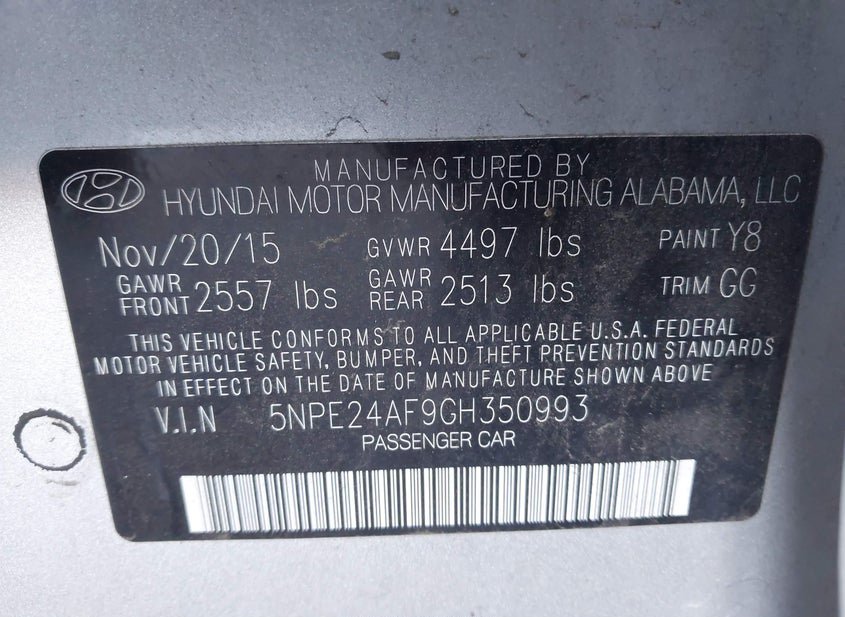 MANUFACTURED BY
HYUNDAI MOTOR MANUFACTURING ALABAMA, LLC
Nov/20/15 GVWR 4497 lbs PAINT Y8
GAWR FRONT 2557 lbs GAWR REAR 2513 lbs TRIM GG
THIS VEHICLE CONFORMS TO ALL APPLICABLE U.S.A. FEDERAL
MOTOR VEHICLE SAFETY, BUMPER, AND THEFT PREVENTION STANDARDS
IN EFFECT ON THE DATE OF MANUFACTURE SHOWN ABOVE
V.I.N 5NPE24AF9GH350993
PASSENGER CAR